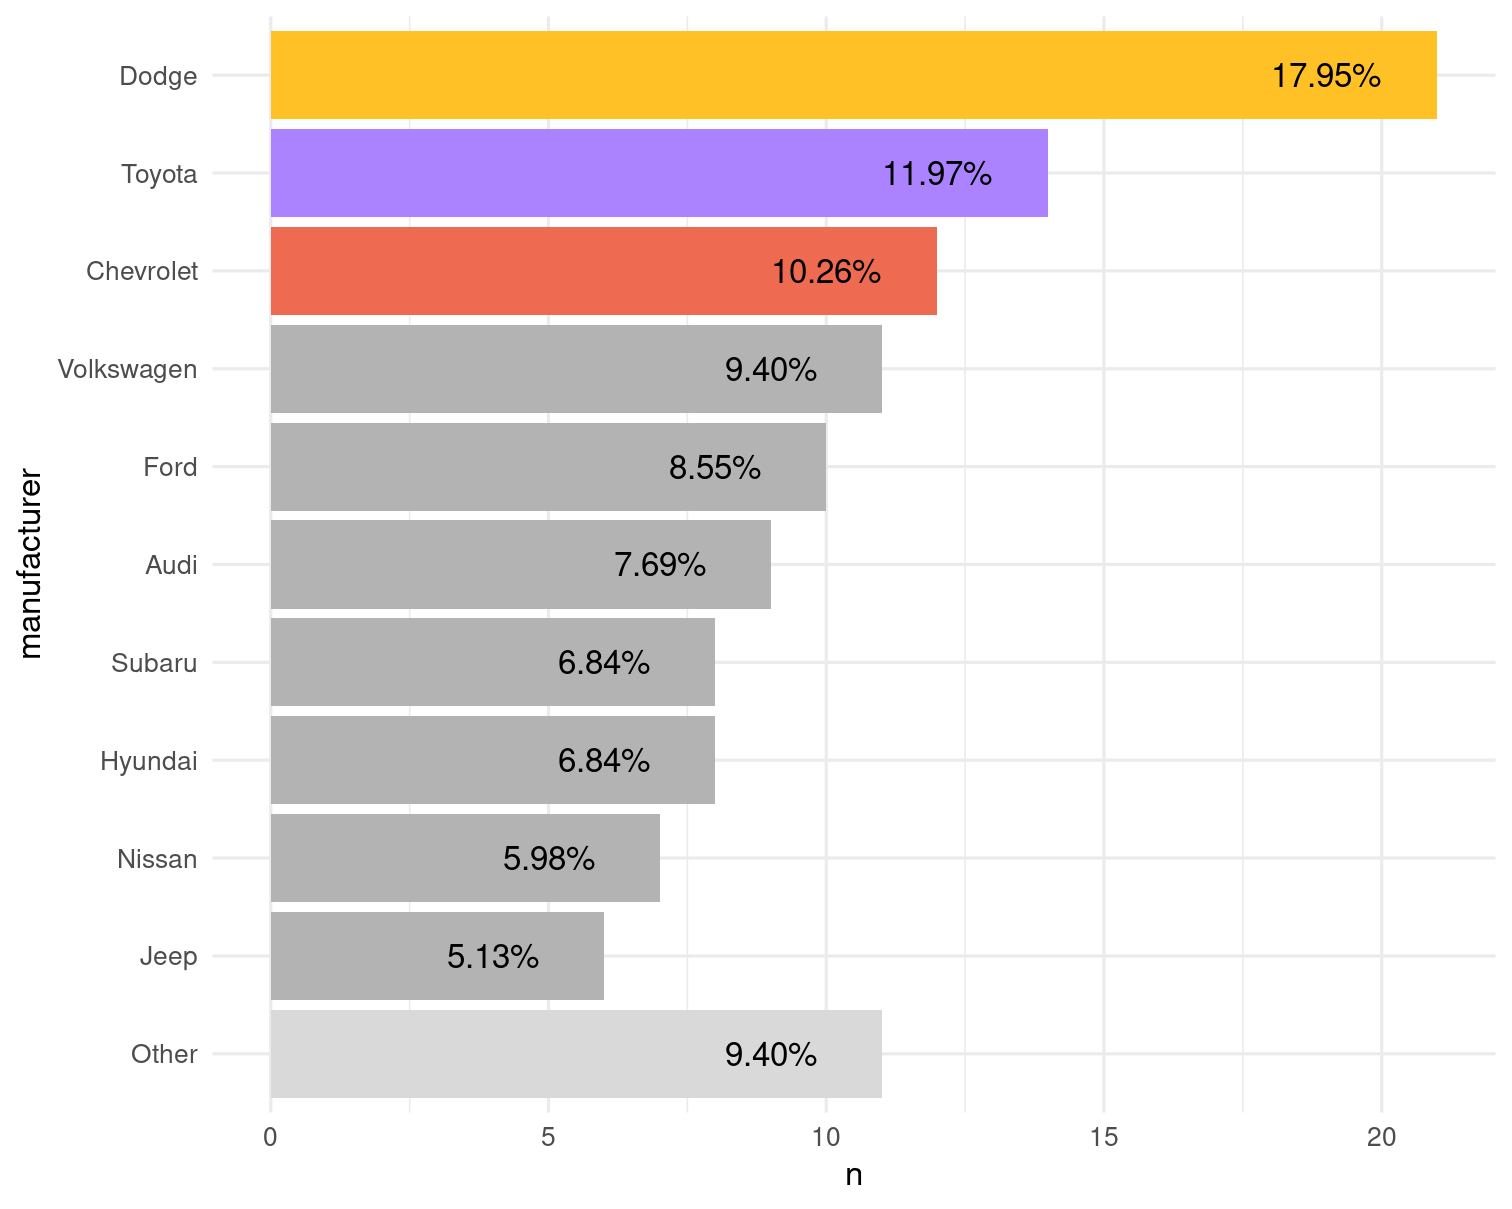 Dodge 17.95%
Toyota 11.97%
Chevrolet 10.26%
Volkswagen 9.40%
Ford 8.55%
Audi 7.69%
Subaru 6.84%
Hyundai 6.84%
Nissan 5.98%
Jeep 5.13%
Other 9.40%
manufacturer
0 5 10 15 20
n